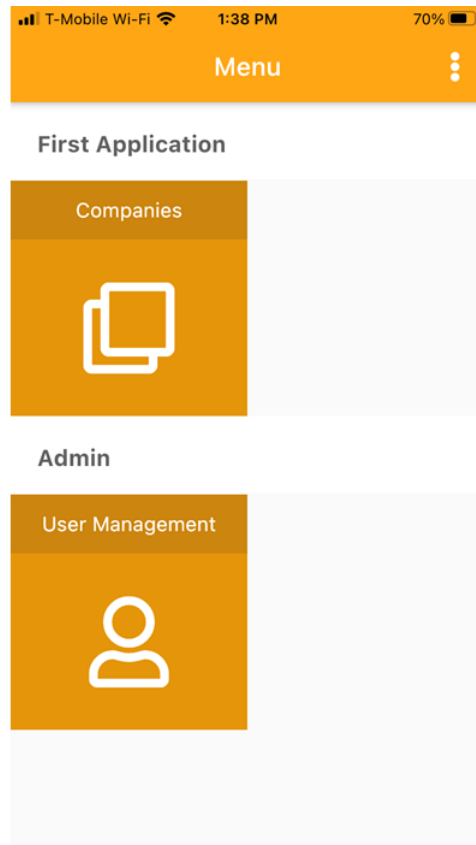 T-Mobile Wi-Fi 1:38 PM 70%
Menu
First Application
Companies
Admin
User Management